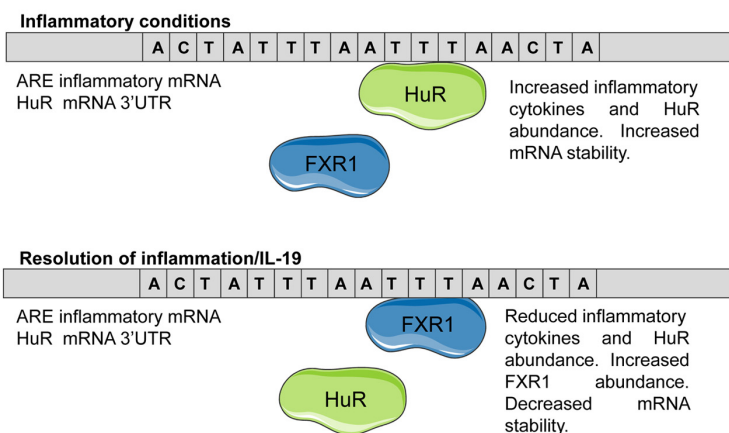 Inflammatory conditions
A C T A T T T A A T T T A A C T A
ARE inflammatory mRNA
HuR mRNA 3'UTR
HuR
FXR1
Increased inflammatory
cytokines and HuR
abundance. Increased
mRNA stability.
Resolution of inflammation/IL-19
A C T A T T T A A T T T A A C T A
ARE inflammatory mRNA
HuR mRNA 3'UTR
FXR1
HuR
Reduced inflammatory
cytokines and HuR
abundance. Increased
FXR1 abundance.
Decreased mRNA
stability.